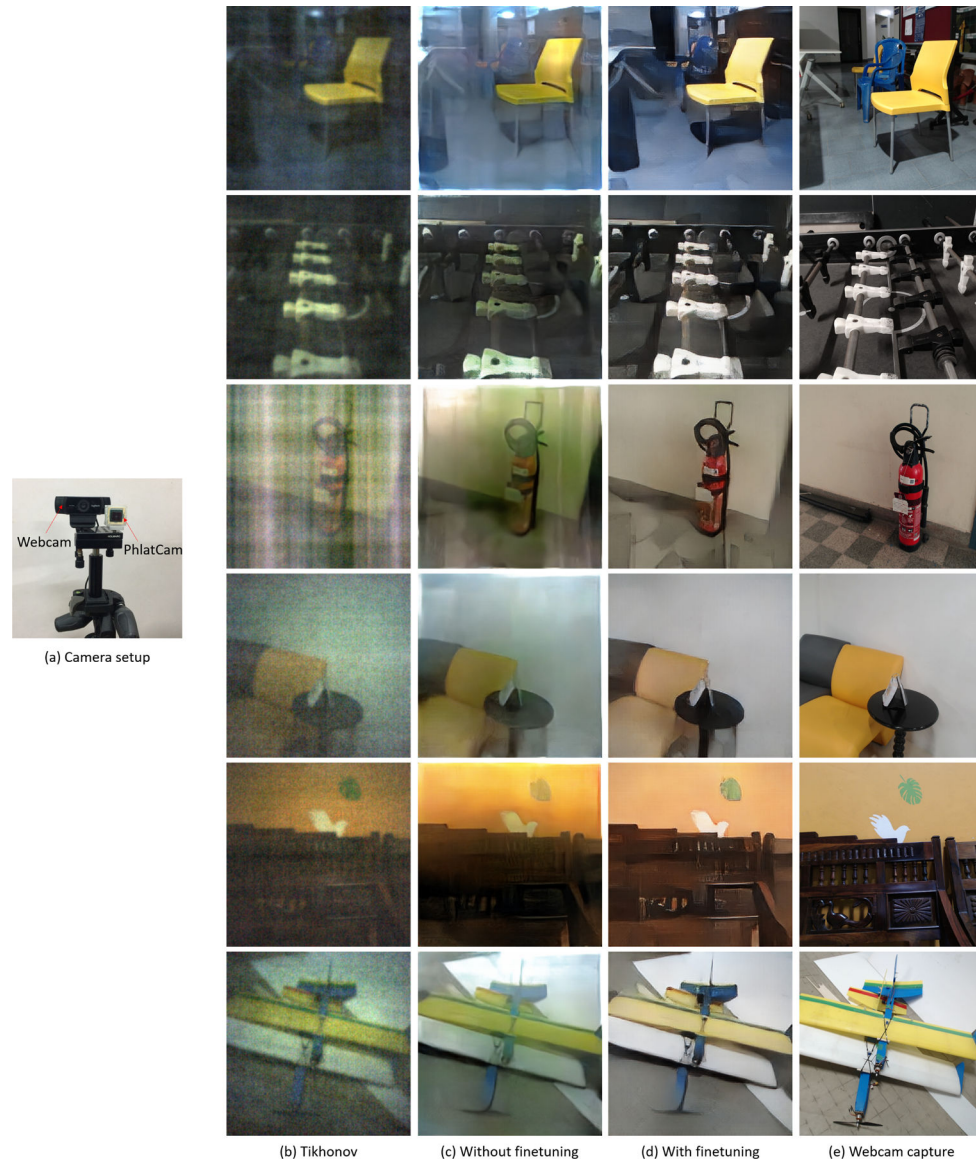 Webcam
PhlatCam
(a) Camera setup
(b) Tikhonov
(c) Without finetuning
(d) With finetuning
(e) Webcam capture